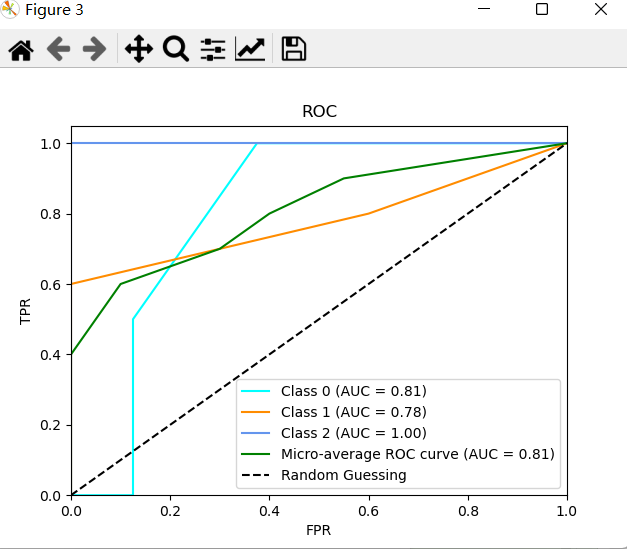 Figure 3
ROC
1.0
0.8
0.6
0.4
0.2
0.0
TPR
Class 0 (AUC = 0.81)
Class 1 (AUC = 0.78)
Class 2 (AUC = 1.00)
Micro-average ROC curve (AUC = 0.81)
Random Guessing
0.0 0.2 0.4 0.6 0.8 1.0
FPR